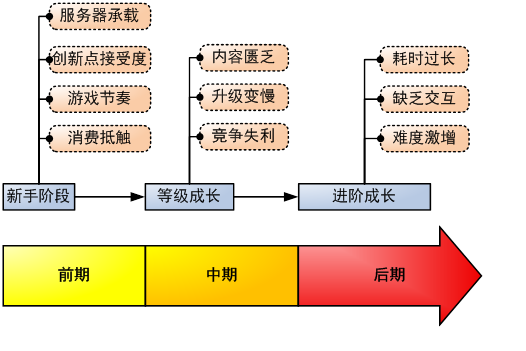 服务器承载
创新点接受度
游戏节奏
消费抵触
新手阶段
内容匮乏
升级变慢
竞争失利
等级成长
耗时过长
缺乏交互
难度激增
进阶成长
前期
中期
后期